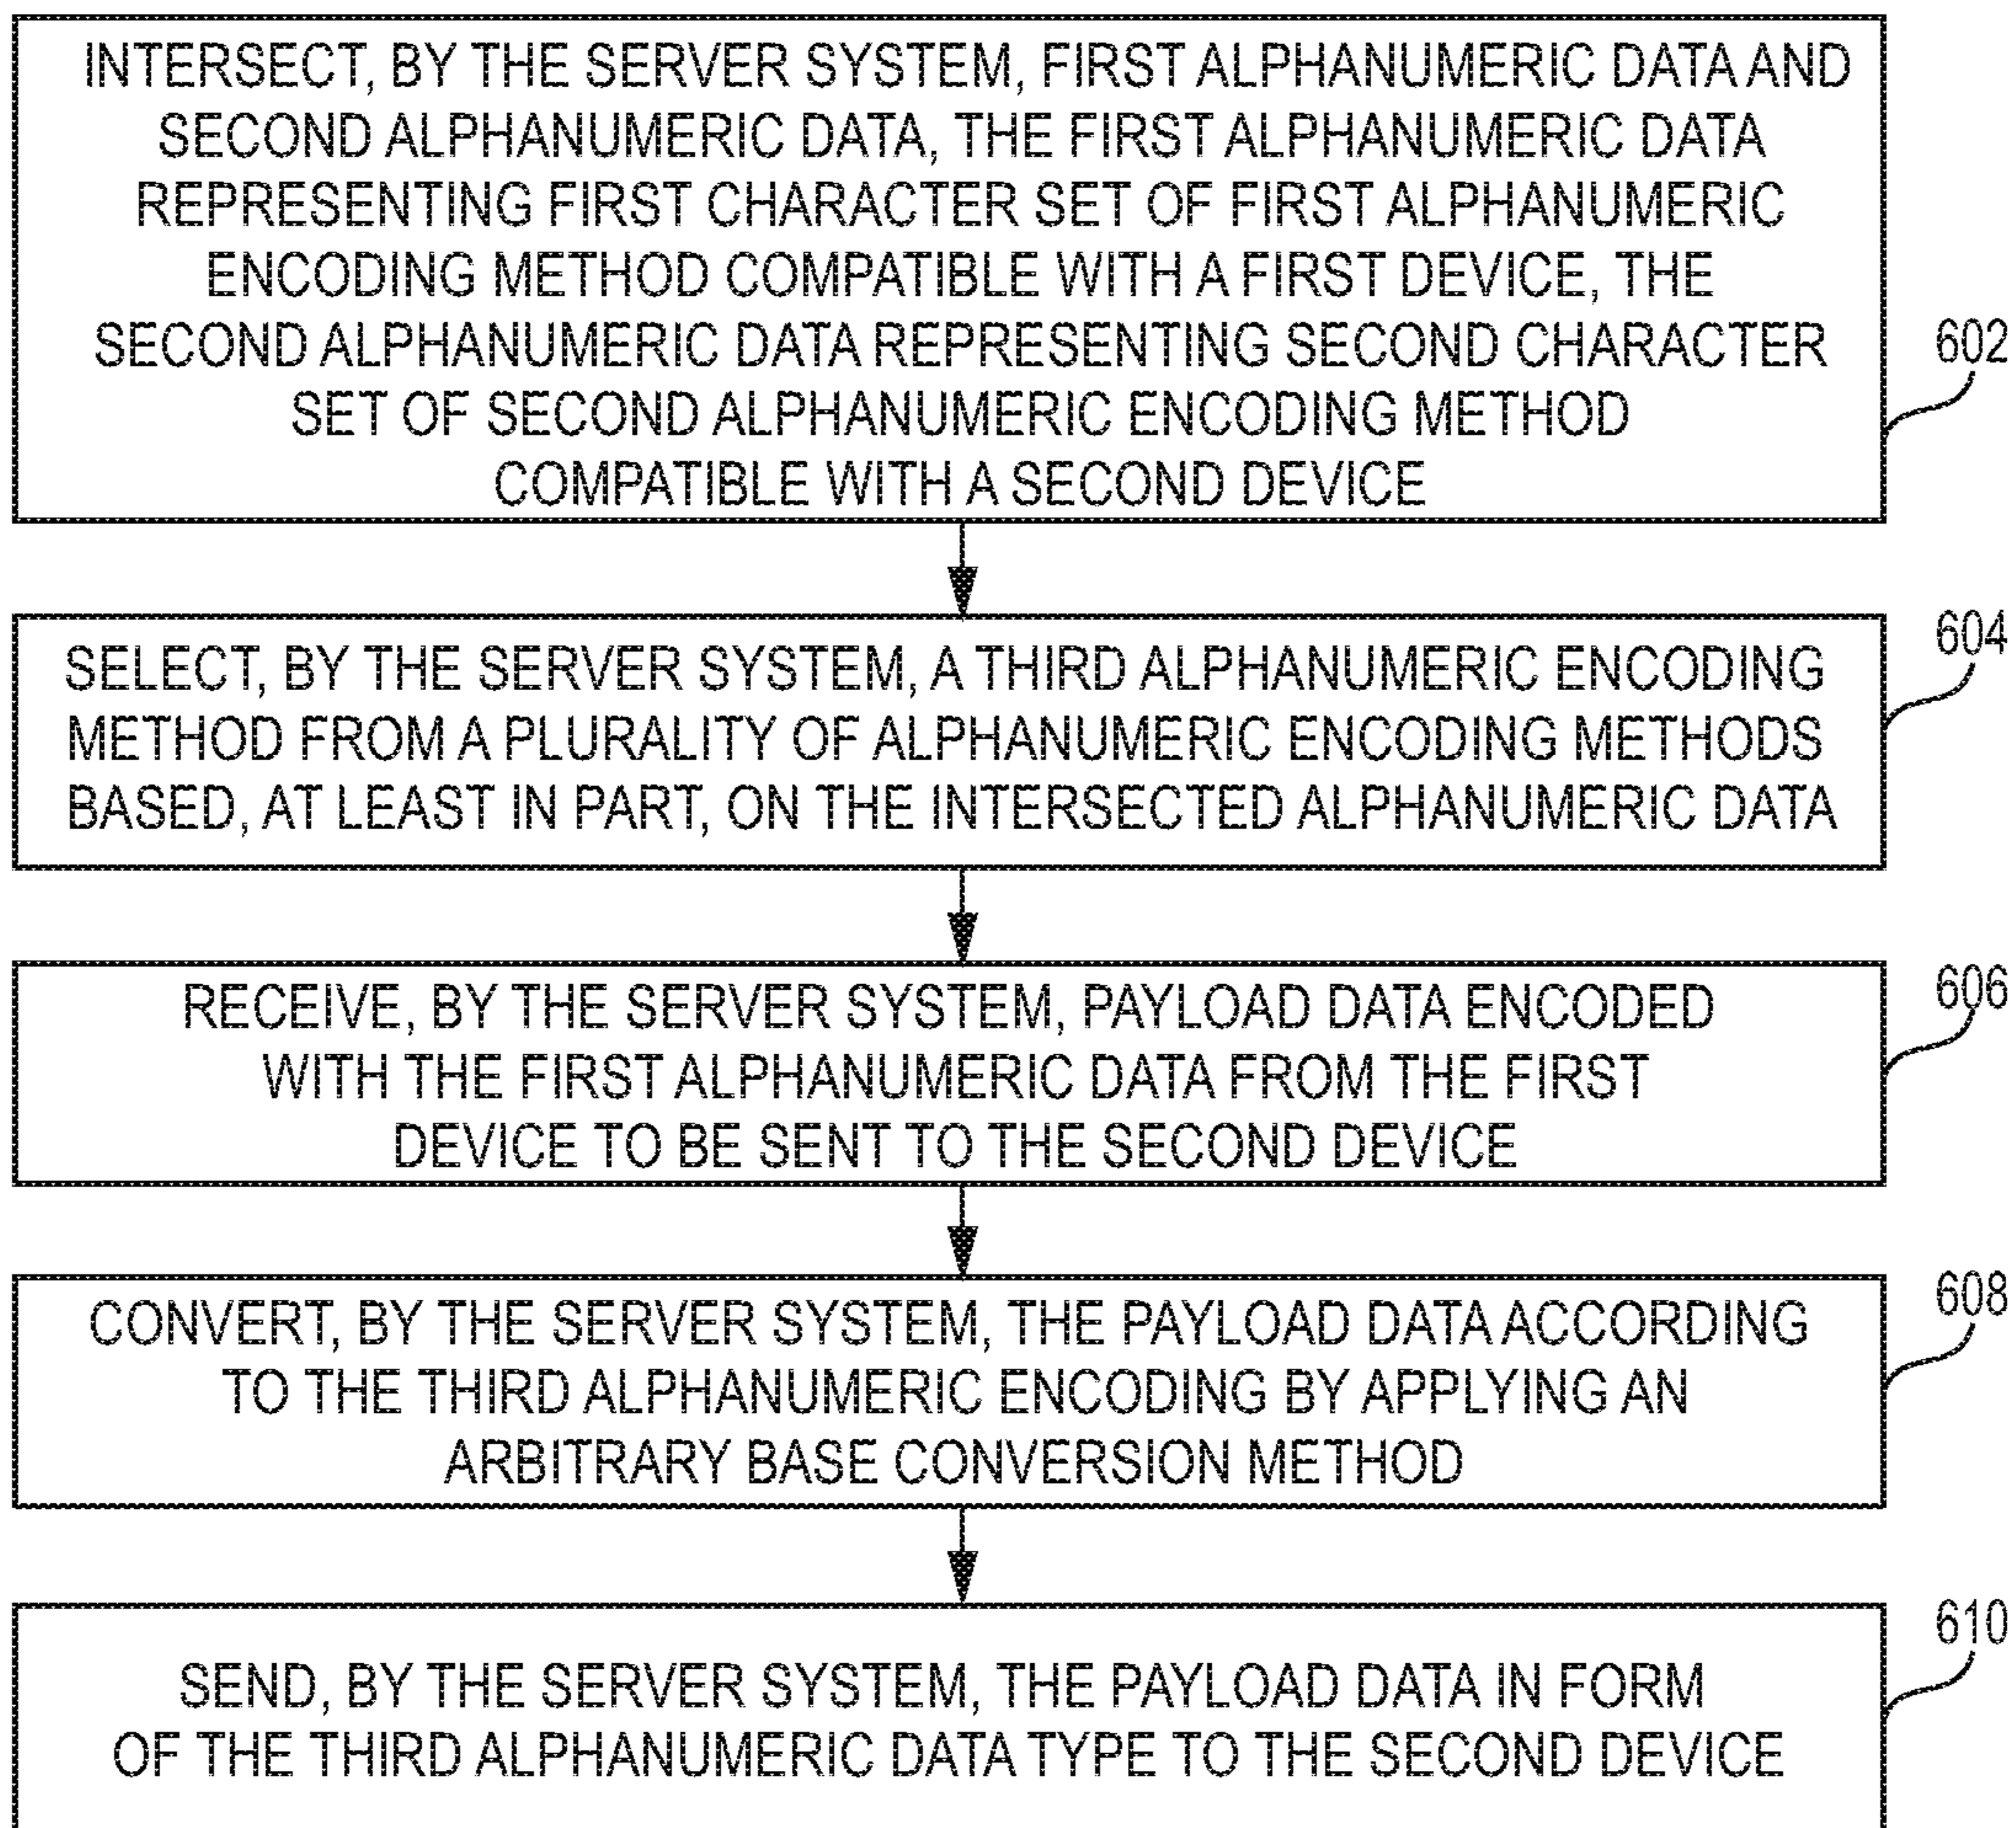 INTERSECT, BY THE SERVER SYSTEM, FIRST ALPHANUMERIC DATA AND
SECOND ALPHANUMERIC DATA, THE FIRST ALPHANUMERIC DATA
REPRESENTING FIRST CHARACTER SET OF FIRST ALPHANUMERIC
ENCODING METHOD COMPATIBLE WITH A FIRST DEVICE, THE
SECOND ALPHANUMERIC DATA REPRESENTING SECOND CHARACTER
SET OF SECOND ALPHANUMERIC ENCODING METHOD
COMPATIBLE WITH A SECOND DEVICE
602
SELECT, BY THE SERVER SYSTEM, A THIRD ALPHANUMERIC ENCODING
METHOD FROM A PLURALITY OF ALPHANUMERIC ENCODING METHODS
BASED, AT LEAST IN PART, ON THE INTERSECTED ALPHANUMERIC DATA
604
RECEIVE, BY THE SERVER SYSTEM, PAYLOAD DATA ENCODED
WITH THE FIRST ALPHANUMERIC DATA FROM THE FIRST
DEVICE TO BE SENT TO THE SECOND DEVICE
606
CONVERT, BY THE SERVER SYSTEM, THE PAYLOAD DATA ACCORDING
TO THE THIRD ALPHANUMERIC ENCODING BY APPLYING AN
ARBITRARY BASE CONVERSION METHOD
608
SEND, BY THE SERVER SYSTEM, THE PAYLOAD DATA IN FORM
OF THE THIRD ALPHANUMERIC DATA TYPE TO THE SECOND DEVICE
610